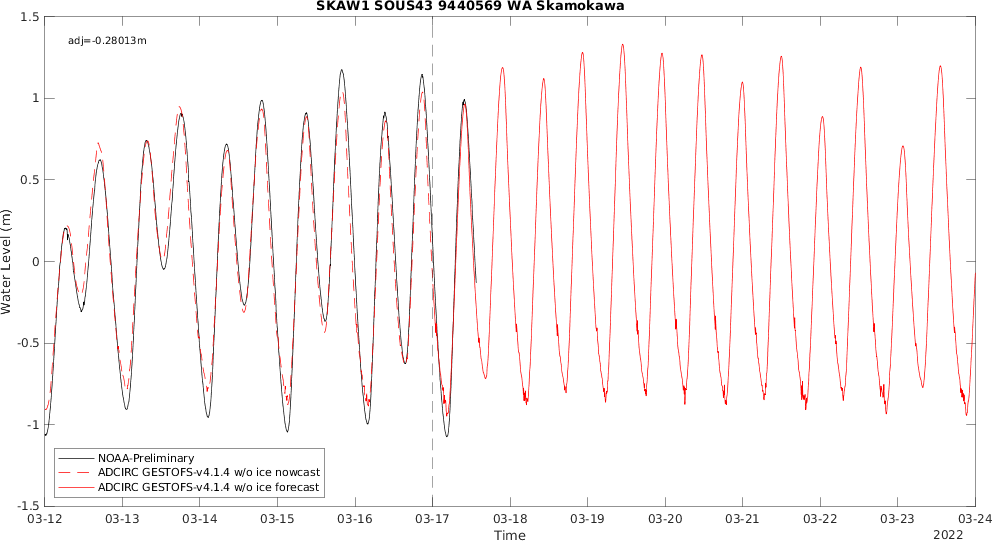 SKAW1 SOUS43 9440569 WA Skamokawa
adj=-0.28013m
1.5
1
0.5
0
-0.5
-1
-1.5
Water Level (m)
NOAA-Preliminary
ADCIRC GESTOFS-v4.1.4 w/o ice nowcast
ADCIRC GESTOFS-v4.1.4 w/o ice forecast
03-12 03-13 03-14 03-15 03-16 03-17 03-18 03-19 03-20 03-21 03-22 03-23 03-24
Time
2022